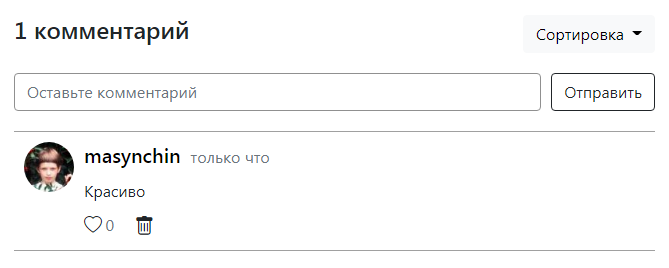 1 комментарий
Сортировка
Оставьте комментарий
Отправить
masynchin только что
Красиво
0